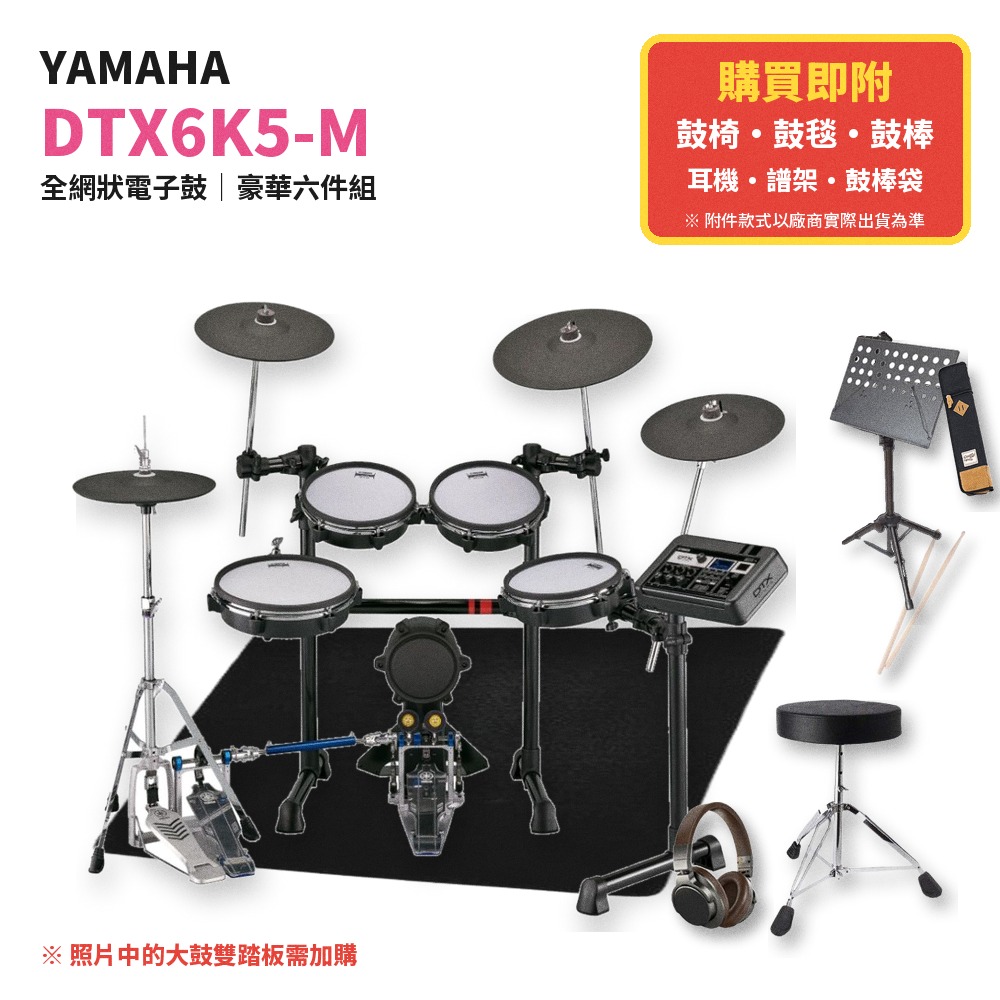 YAMAHA
DTX6K5-M
全網狀電子鼓｜豪華六件組
購買即附
鼓椅・鼓毯・鼓棒
耳機・譜架・鼓棒袋
※ 附件款式以廠商實際出貨為準
DTX
※ 照片中的大鼓雙踏板需加購